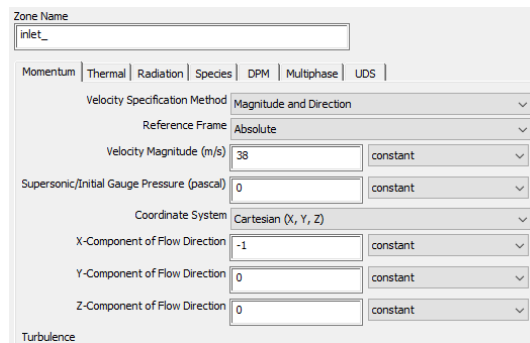 Zone Name
inlet_
Momentum Thermal Radiation Species DPM Multiphase UDS
Velocity Specification Method Magnitude and Direction
Reference Frame Absolute
Velocity Magnitude (m/s) 38 constant
Supersonic/Initial Gauge Pressure (pascal) 0 constant
Coordinate System Cartesian (X, Y, Z)
X-Component of Flow Direction -1 constant
Y-Component of Flow Direction 0 constant
Z-Component of Flow Direction 0 constant
Turbulence